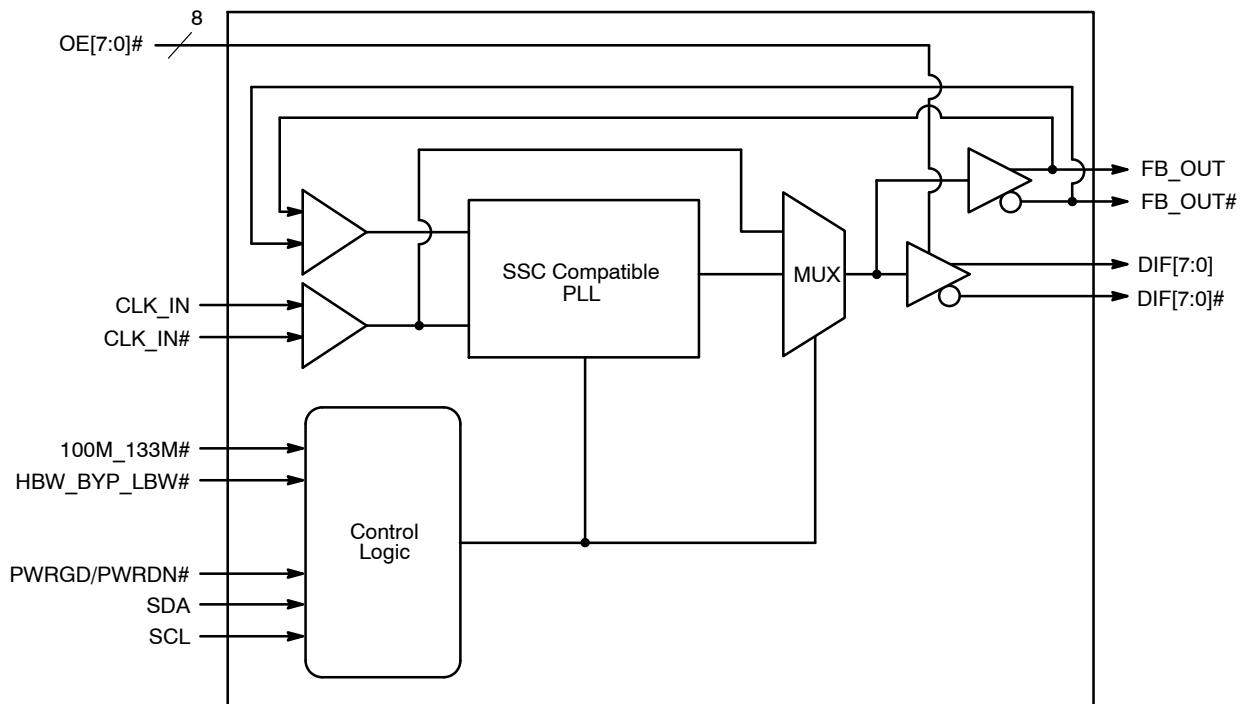 8
OE[7:0]#
FB_OUT
FB_OUT#
SSC Compatible
PLL
MUX
DIF[7:0]
DIF[7:0]#
CLK_IN
CLK_IN#
100M_133M#
HBW_BYP_LBW#
Control
Logic
PWRGD/PWRDN#
SDA
SCL